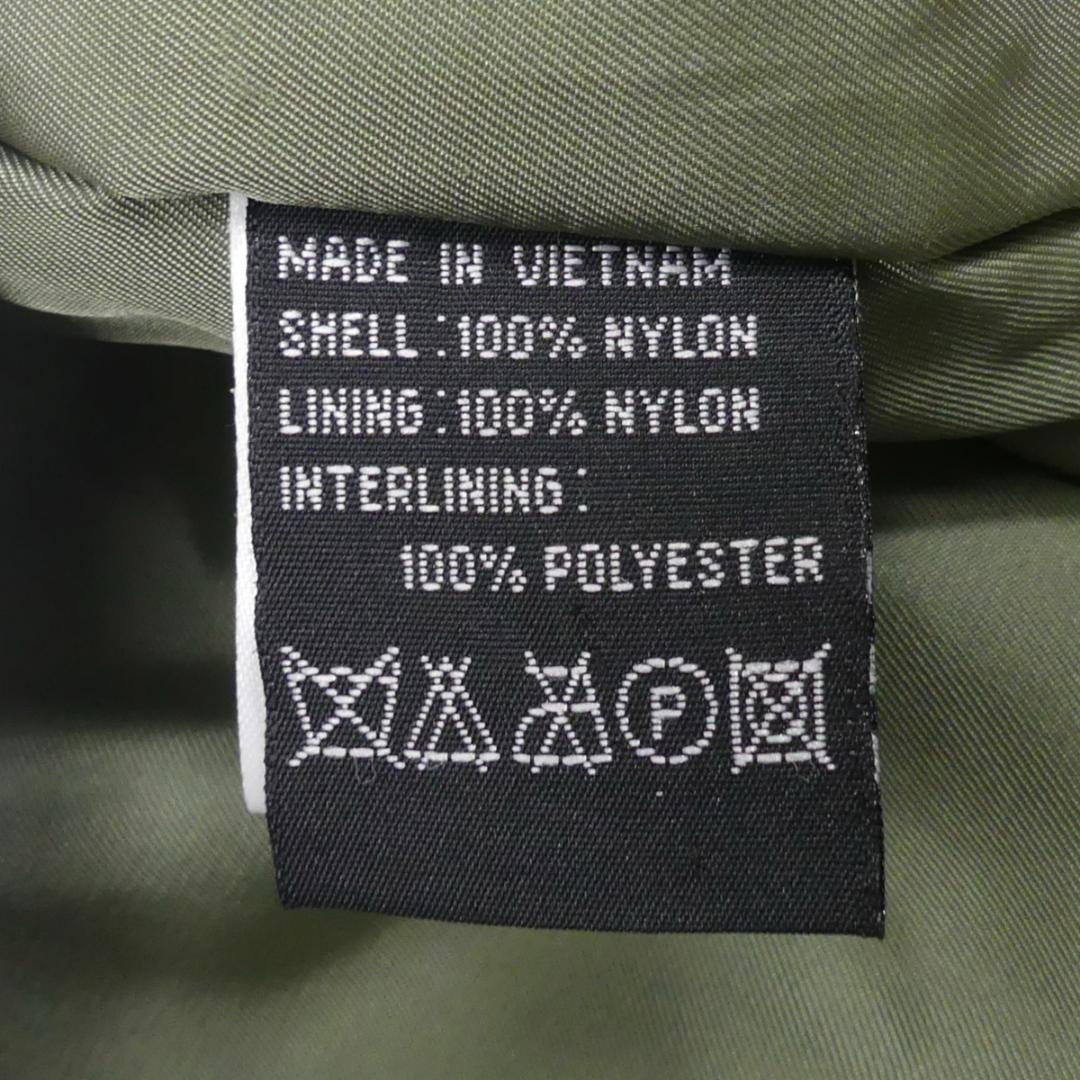 MADE IN VIETNAM
SHELL :100% NYLON
LINING :100% NYLON
INTERLINING :
100% POLYESTER
P